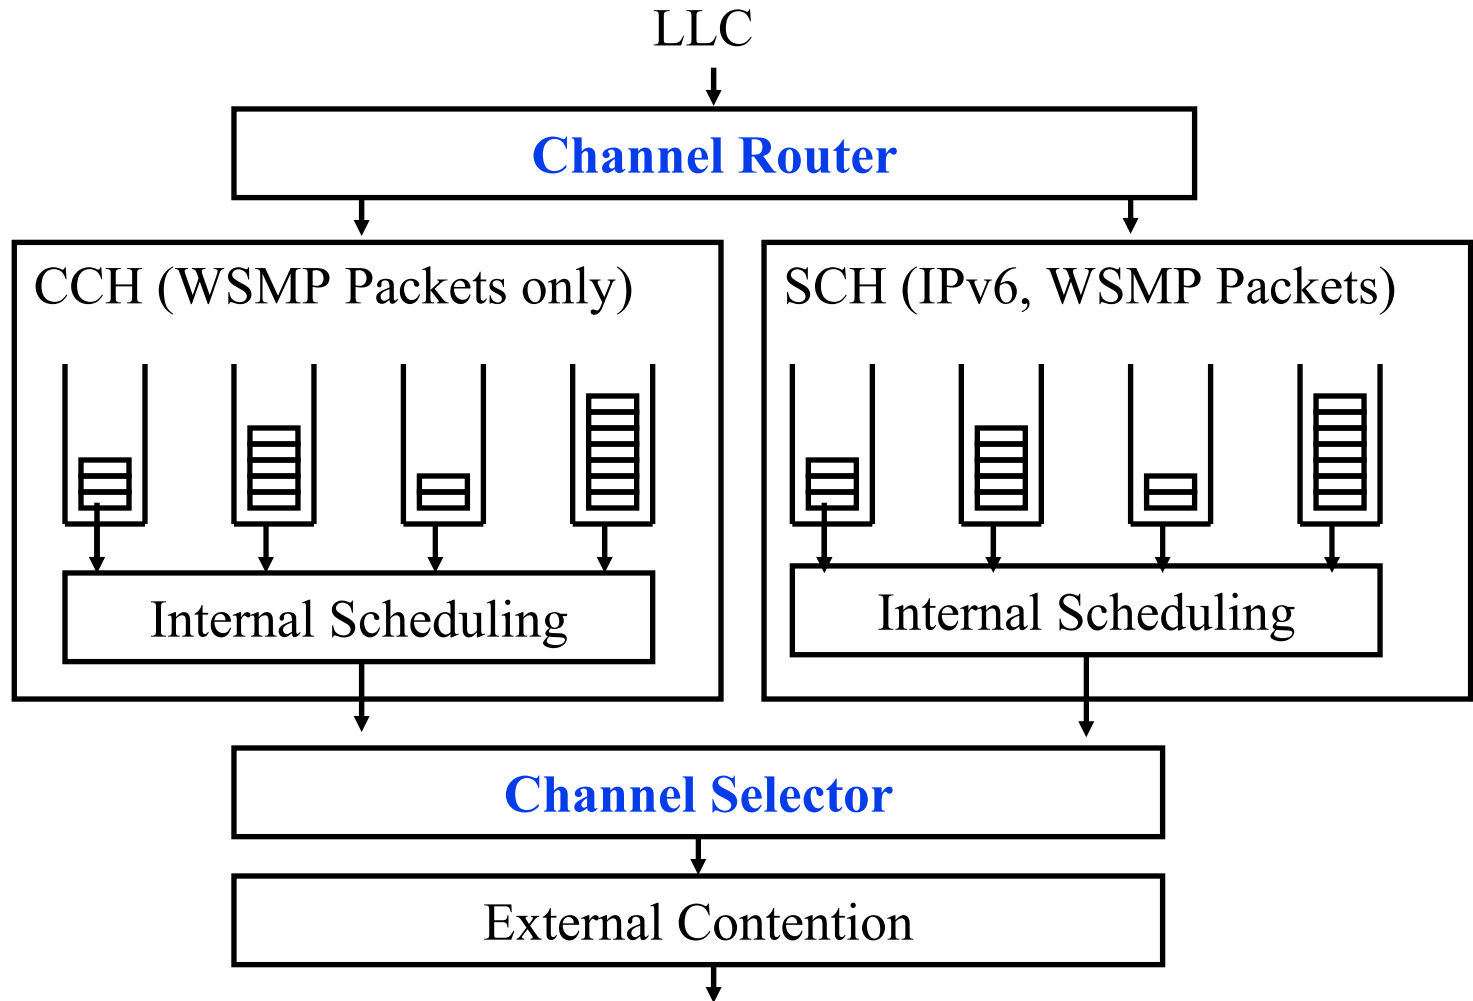 LLC
Channel Router
CCH (WSMP Packets only)
SCH (IPv6, WSMP Packets)
Internal Scheduling
Internal Scheduling
Channel Selector
External Contention